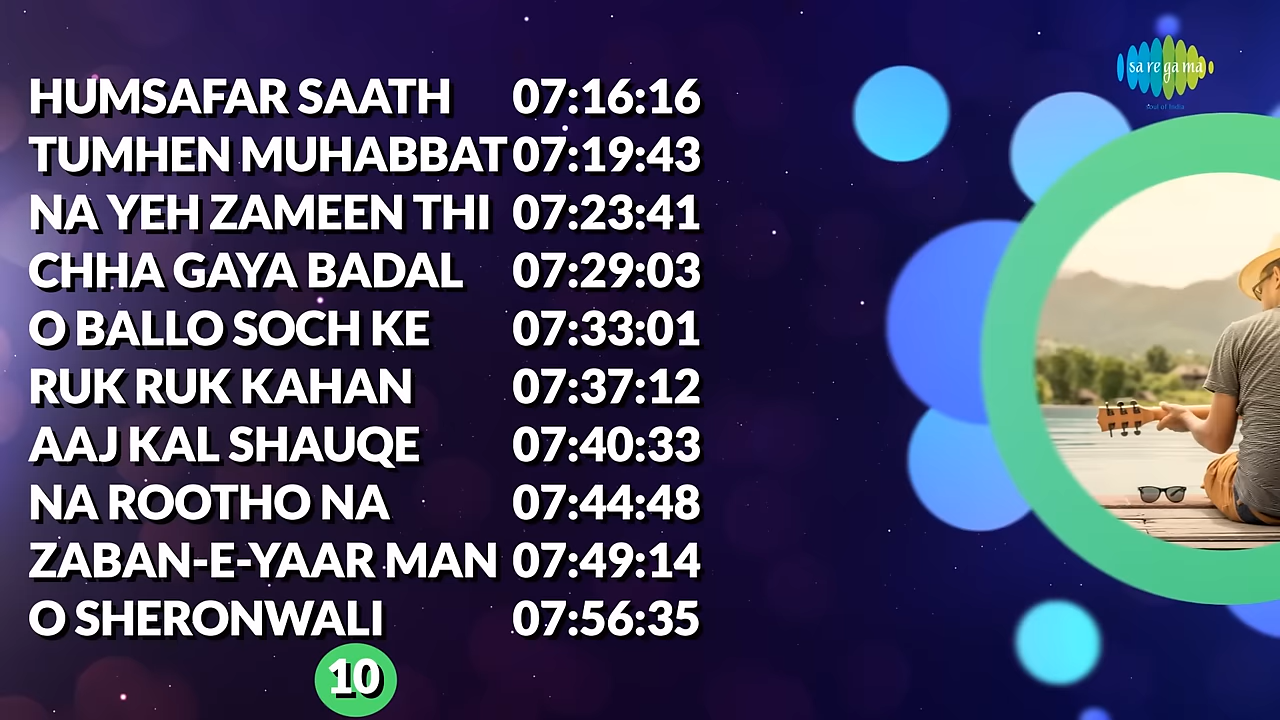 sa re ga ma
soul of India
HUMSAFAR SAATH 07:16:16
TUMHEN MUHABBAT 07:19:43
NA YEH ZAMEEN THI 07:23:41
CHHA GAYA BADAL 07:29:03
O BALLO SOCH KE 07:33:01
RUK RUK KAHAN 07:37:12
AAJ KAL SHAUQE 07:40:33
NA ROOTHO NA 07:44:48
ZABAN-E-YAAR MAN 07:49:14
O SHERONWALI 07:56:35
10